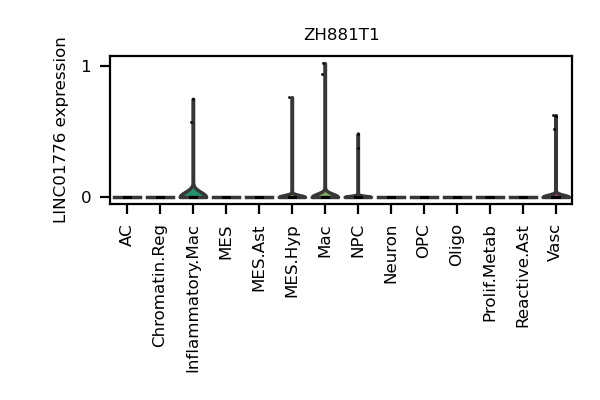 ZH881T1
LINC01776 expression
1
0
AC
Chromatin.Reg
Inflammatory.Mac
MES
MES.Ast
MES.Hyp
Mac
NPC
Neuron
OPC
Oligo
Prolif.Metab
Reactive.Ast
Vasc